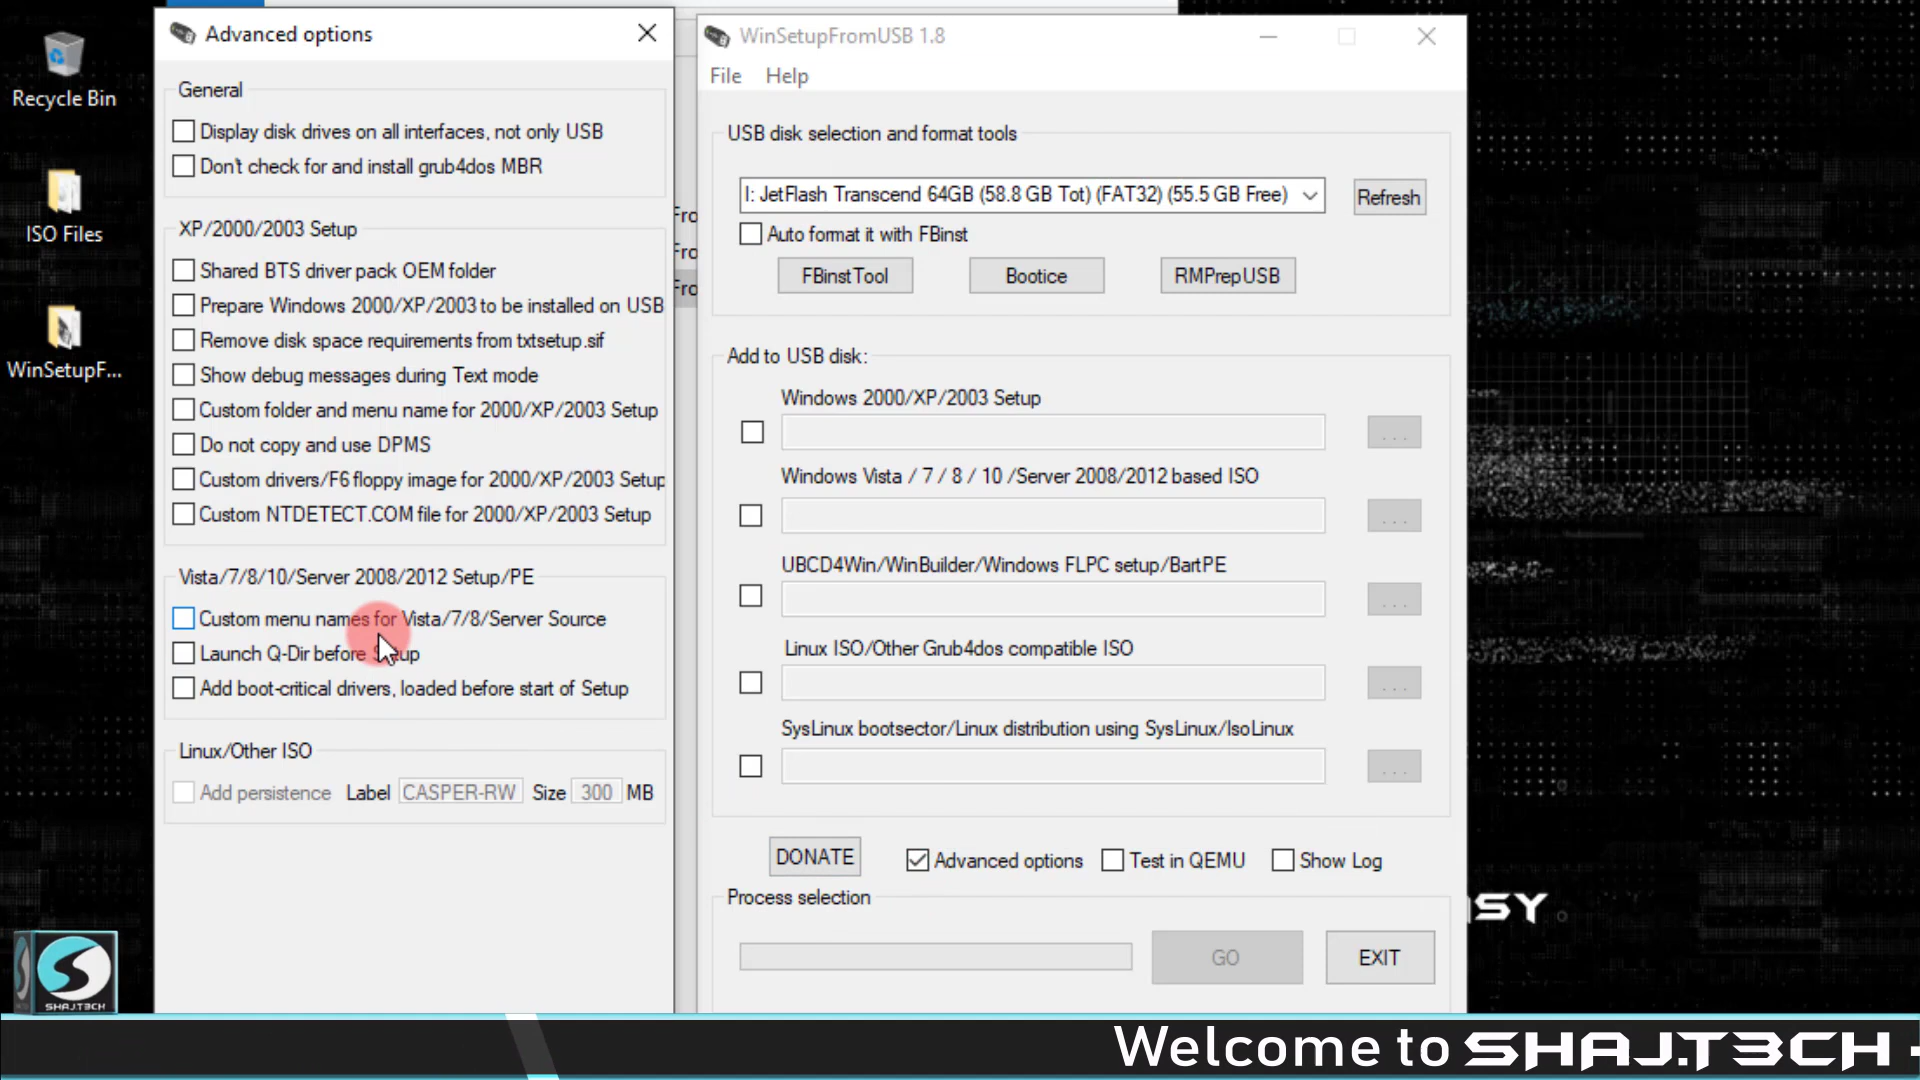 Recycle Bin
ISO Files
WinSetupF...
Advanced options
General
Display disk drives on all interfaces, not only USB
Don't check for and install grub4dos MBR
XP/2000/2003 Setup
Shared BTS driver pack OEM folder
Prepare Windows 2000/XP/2003 to be installed on USB
Remove disk space requirements from txtsetup.sif
Show debug messages during Text mode
Custom folder and menu name for 2000/XP/2003 Setup
Do not copy and use DPMS
Custom drivers/F6 floppy image for 2000/XP/2003 Setup
Custom NTDETECT.COM file for 2000/XP/2003 Setup
Vista/7/8/10/Server 2008/2012 Setup/PE
Custom menu names for Vista/7/8/Server Source
Launch Q-Dir before Setup
Add boot-critical drivers, loaded before start of Setup
Linux/Other ISO
Add persistence Label CASPER-RW Size 300 MB
Fro
Fro
Fro
WinSetupFromUSB 1.8
File Help
USB disk selection and format tools
I: JetFlash Transcend 64GB (58.8 GB Tot) (FAT32) (55.5 GB Free)
Refresh
Auto format it with FBinst
FBinstTool Bootice RMPrepUSB
Add to USB disk:
Windows 2000/XP/2003 Setup
...
Windows Vista / 7 / 8 / 10 /Server 2008/2012 based ISO
...
UBCD4Win/WinBuilder/Windows FLPC setup/BartPE
...
Linux ISO/Other Grub4dos compatible ISO
...
SysLinux bootsector/Linux distribution using SysLinux/IsoLinux
...
DONATE Advanced options Test in QEMU Show Log
Process selection
GO EXIT
SY
SHAJ.T3CH
Welcome to SHAJ.T3CH -